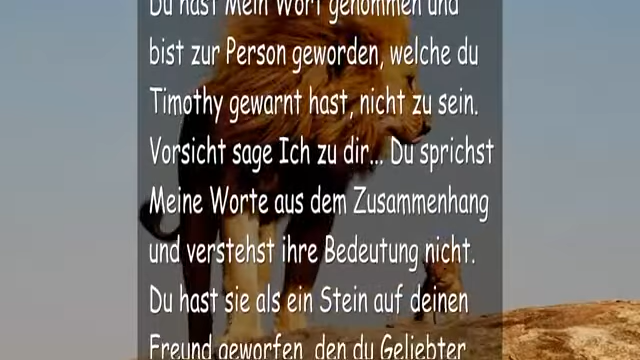 Du hast Mein Wort genommen und
bist zur Person geworden, welche du
Timothy gewarnt hast, nicht zu sein.
Vorsicht sage Ich zu dir... Du sprichst
Meine Worte aus dem Zusammenhang
und verstehst ihre Bedeutung nicht.
Du hast sie als ein Stein auf deinen
Freund geworfen, den du Geliebter